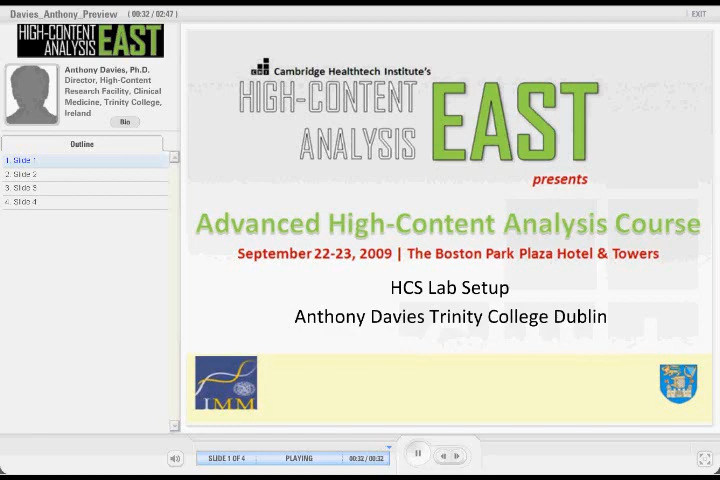 Davies_Anthony_Preview ( 00:32 / 02:47 )
EXIT
HIGH-CONTENT
ANALYSIS EAST
Anthony Davies, Ph.D.
Director, High-Content
Research Facility, Clinical
Medicine, Trinity College,
Ireland
Bio
Outline
1. Slide 1
2. Slide 2
3. Slide 3
4. Slide 4
Cambridge Healthtech Institute's
HIGH-CONTENT
ANALYSIS EAST
presents
Advanced High-Content Analysis Course
September 22-23, 2009 | The Boston Park Plaza Hotel & Towers
HCS Lab Setup
Anthony Davies Trinity College Dublin
IMM
SLIDE 1 OF 4 PLAYING 00:32 / 00:32